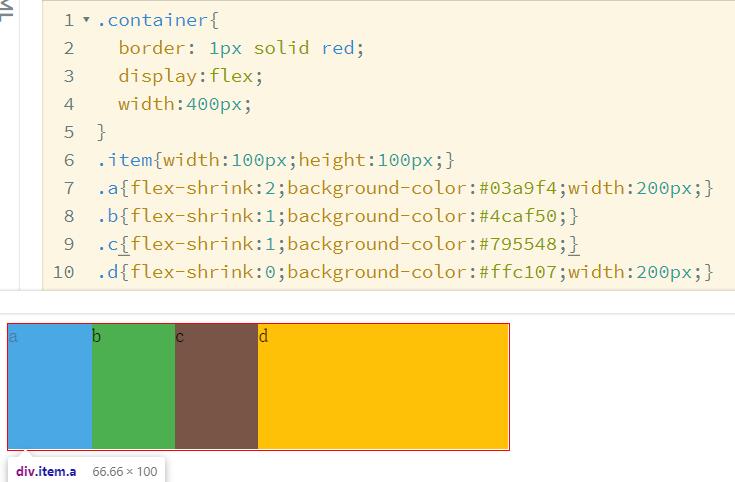 ML
1 ▾ .container{
2 border: 1px solid red;
3 display:flex;
4 width:400px;
5 }
6 .item{width:100px;height:100px;}
7 .a{flex-shrink:2;background-color:#03a9f4;width:200px;}
8 .b{flex-shrink:1;background-color:#4caf50;}
9 .c{flex-shrink:1;background-color:#795548;}
10 .d{flex-shrink:0;background-color:#ffc107;width:200px;}
a b c d
div.item.a 66.66 × 100